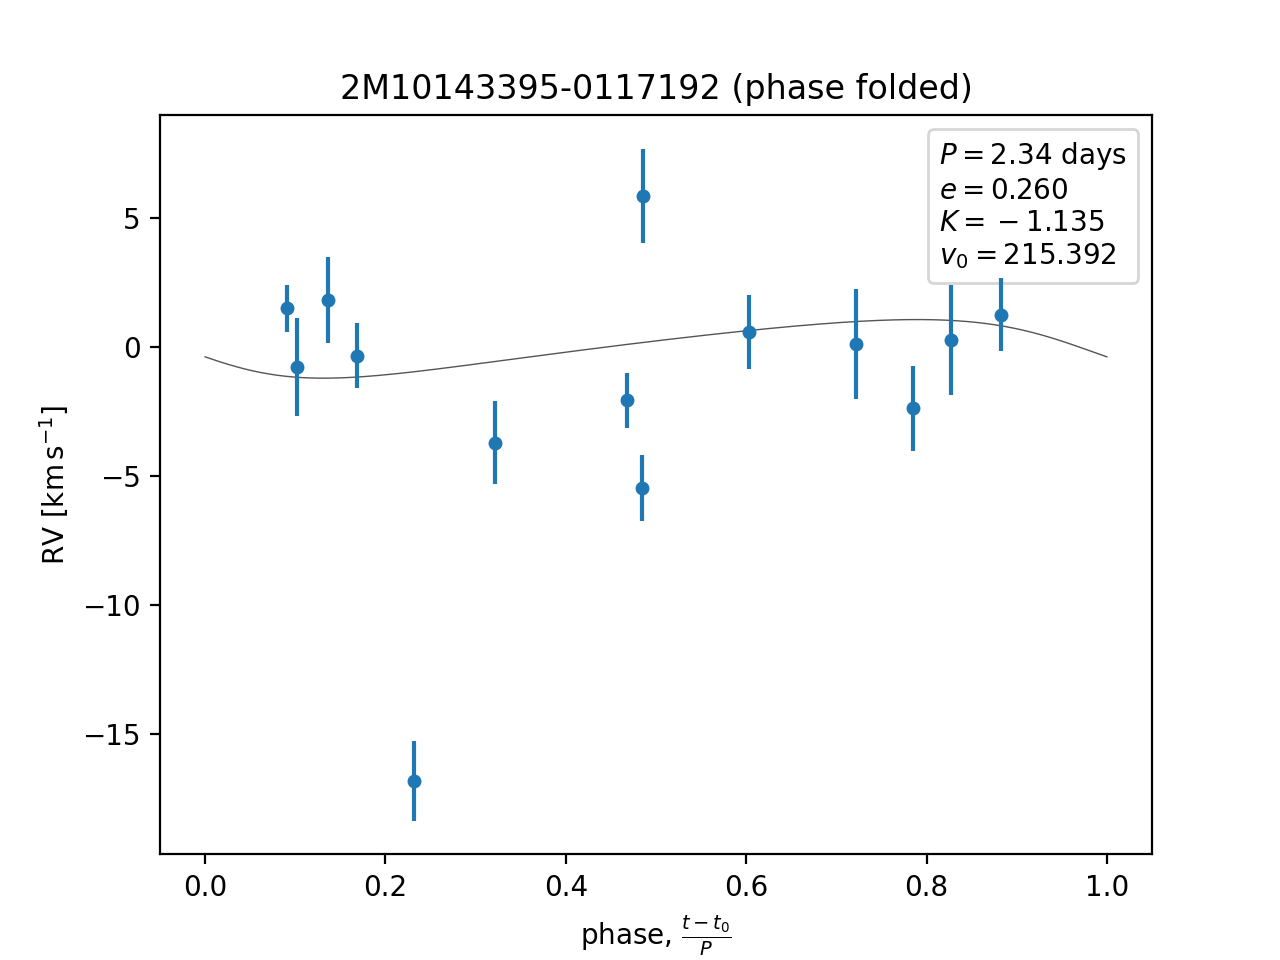 2M10143395-0117192 (phase folded)
P = 2.34 days
e = 0.260
K = −1.135
v₀ = 215.392
5
0
−5
−10
−15
RV [km s⁻¹]
0.0 0.2 0.4 0.6 0.8 1.0
phase, (t − t₀)/P